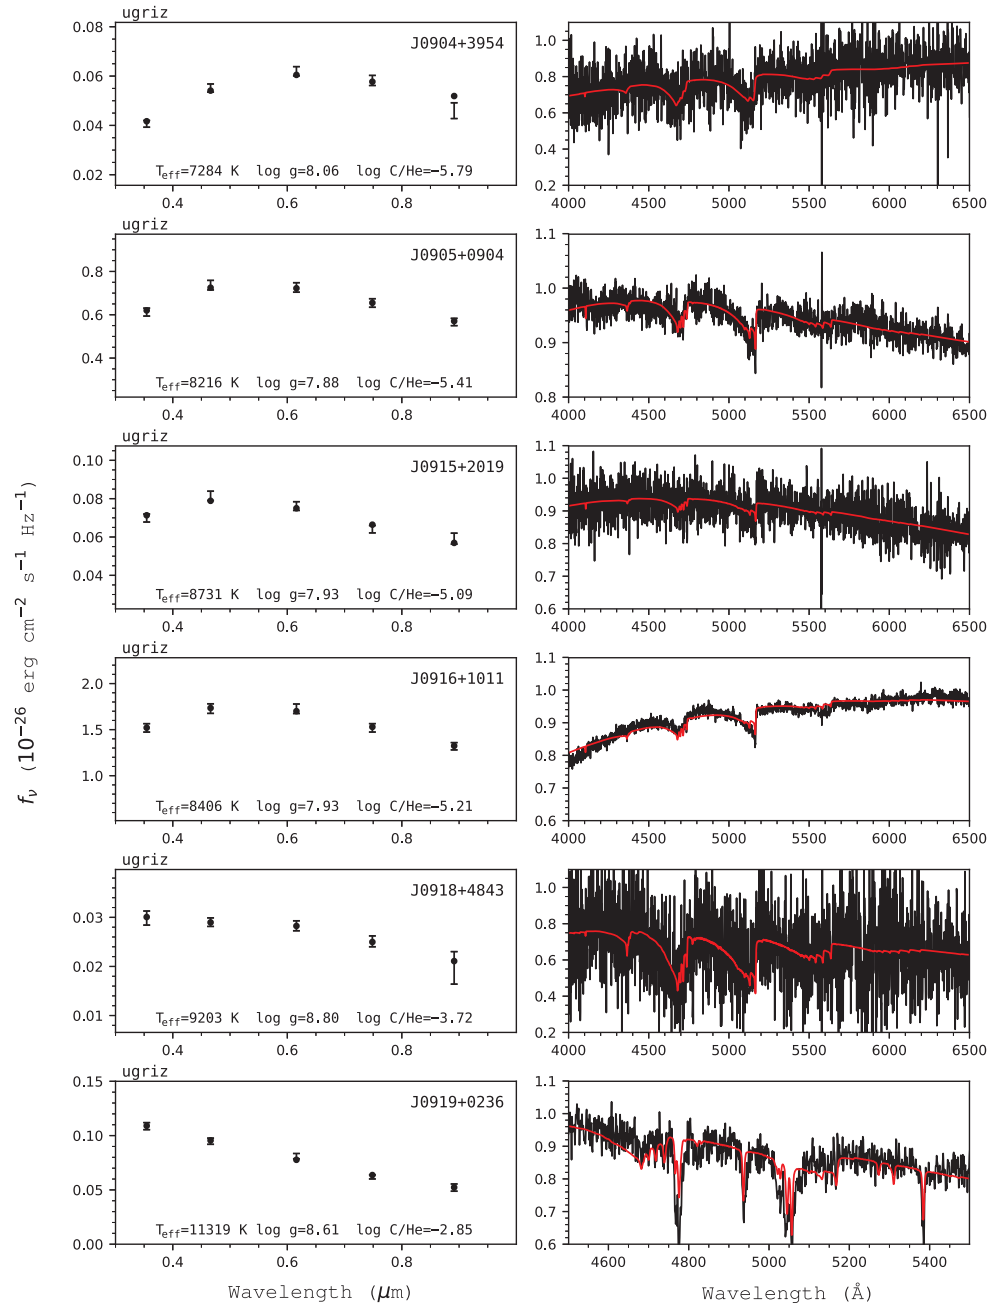 ugriz
J0904+3954
0.08
0.06
0.04
0.02
T_eff=7284 K log g=8.06 log C/He=−5.79
0.4 0.6 0.8
1.0
0.8
0.6
0.4
0.2
4000 4500 5000 5500 6000 6500
ugriz
J0905+0904
0.8
0.6
0.4
T_eff=8216 K log g=7.88 log C/He=−5.41
0.4 0.6 0.8
1.1
1.0
0.9
0.8
4000 4500 5000 5500 6000 6500
ugriz
J0915+2019
0.10
0.08
0.06
0.04
T_eff=8731 K log g=7.93 log C/He=−5.09
0.4 0.6 0.8
1.1
1.0
0.9
0.8
0.7
0.6
4000 4500 5000 5500 6000 6500
ugriz
J0916+1011
2.0
1.5
1.0
T_eff=8406 K log g=7.93 log C/He=−5.21
0.4 0.6 0.8
1.1
1.0
0.9
0.8
0.7
0.6
4000 4500 5000 5500 6000 6500
ugriz
J0918+4843
0.03
0.02
0.01
T_eff=9203 K log g=8.80 log C/He=−3.72
0.4 0.6 0.8
1.0
0.8
0.6
0.4
0.2
4000 4500 5000 5500 6000 6500
ugriz
J0919+0236
0.15
0.10
0.05
0.00
T_eff=11319 K log g=8.61 log C/He=−2.85
0.4 0.6 0.8
1.1
1.0
0.9
0.8
0.7
0.6
4600 4800 5000 5200 5400
f_ν (10^−26 erg cm^−2 s^−1 Hz^−1)
Wavelength (μm)
Wavelength (Å)